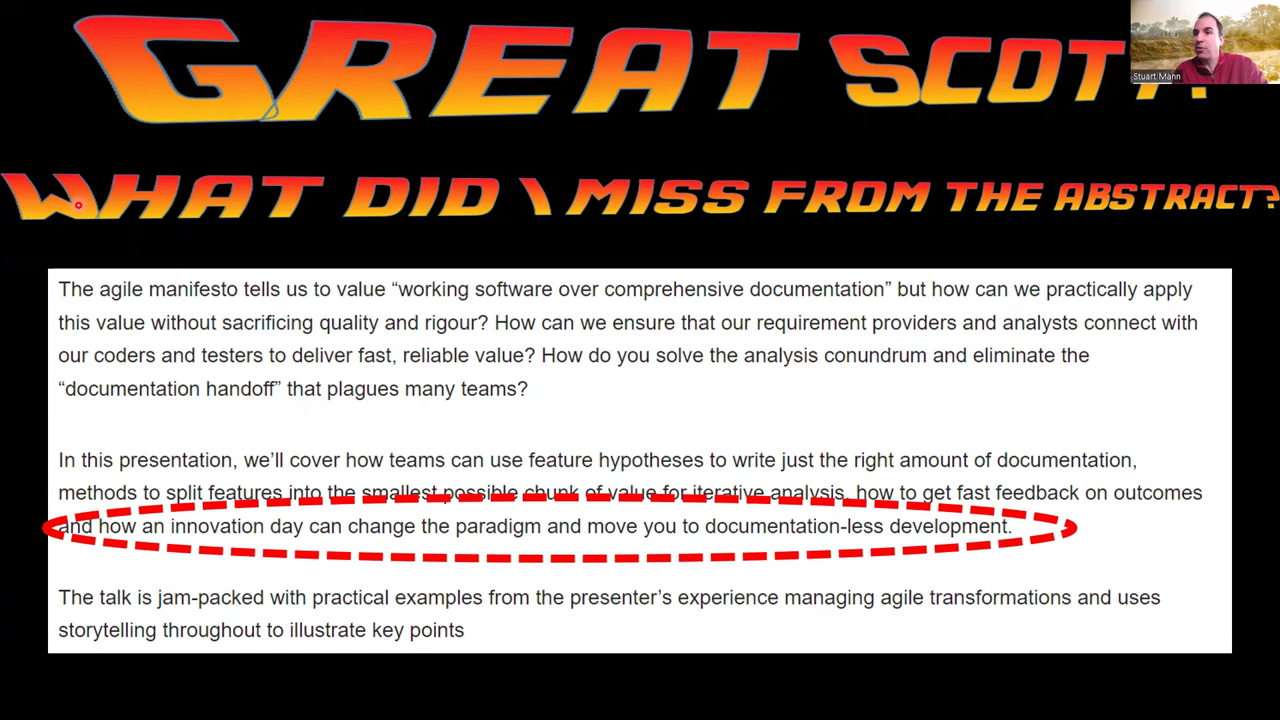 GREAT SCOTT
Stuart Mann
WHAT DID I MISS FROM THE ABSTRACT?
The agile manifesto tells us to value “working software over comprehensive documentation” but how can we practically apply
this value without sacrificing quality and rigour? How can we ensure that our requirement providers and analysts connect with
our coders and testers to deliver fast, reliable value? How do you solve the analysis conundrum and eliminate the
“documentation handoff” that plagues many teams?
In this presentation, we’ll cover how teams can use feature hypotheses to write just the right amount of documentation,
methods to split features into the smallest possible chunk of value for iterative analysis, how to get fast feedback on outcomes
and how an innovation day can change the paradigm and move you to documentation-less development.
The talk is jam-packed with practical examples from the presenter’s experience managing agile transformations and uses
storytelling throughout to illustrate key points